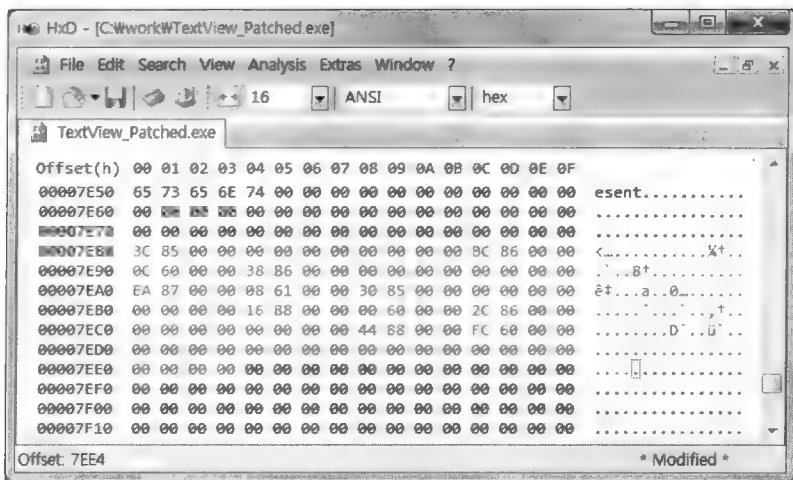 HxD - [C:₩work₩TextView_Patched.exe]
File Edit Search View Analysis Extras Window ?
16 ANSI hex
TextView_Patched.exe
Offset(h) 00 01 02 03 04 05 06 07 08 09 0A 0B 0C 0D 0E 0F
00007E50 65 73 65 6E 74 00 00 00 00 00 00 00 00 00 00 00 esent...........
00007E60 00 00 00 00 00 00 00 00 00 00 00 00 00 00 00 00 ................
00007E70 00 00 00 00 00 00 00 00 00 00 00 00 00 00 00 00 ................
00007E80 3C 85 00 00 00 00 00 00 00 00 00 00 BC 86 00 00 <…..........¼†..
00007E90 0C 60 00 00 38 86 00 00 00 00 00 00 00 00 00 00 .`..8†..........
00007EA0 EA 87 00 00 08 61 00 00 30 85 00 00 00 00 00 00 ê‡...a..0…......
00007EB0 00 00 00 00 16 88 00 00 00 60 00 00 2C 86 00 00 .....ˆ...`..,†..
00007EC0 00 00 00 00 00 00 00 00 44 88 00 00 FC 60 00 00 ........Dˆ..ü`..
00007ED0 00 00 00 00 00 00 00 00 00 00 00 00 00 00 00 00 ................
00007EE0 00 00 00 00 00 00 00 00 00 00 00 00 00 00 00 00 ................
00007EF0 00 00 00 00 00 00 00 00 00 00 00 00 00 00 00 00 ................
00007F00 00 00 00 00 00 00 00 00 00 00 00 00 00 00 00 00 ................
00007F10 00 00 00 00 00 00 00 00 00 00 00 00 00 00 00 00 ................
Offset: 7EE4 * Modified *